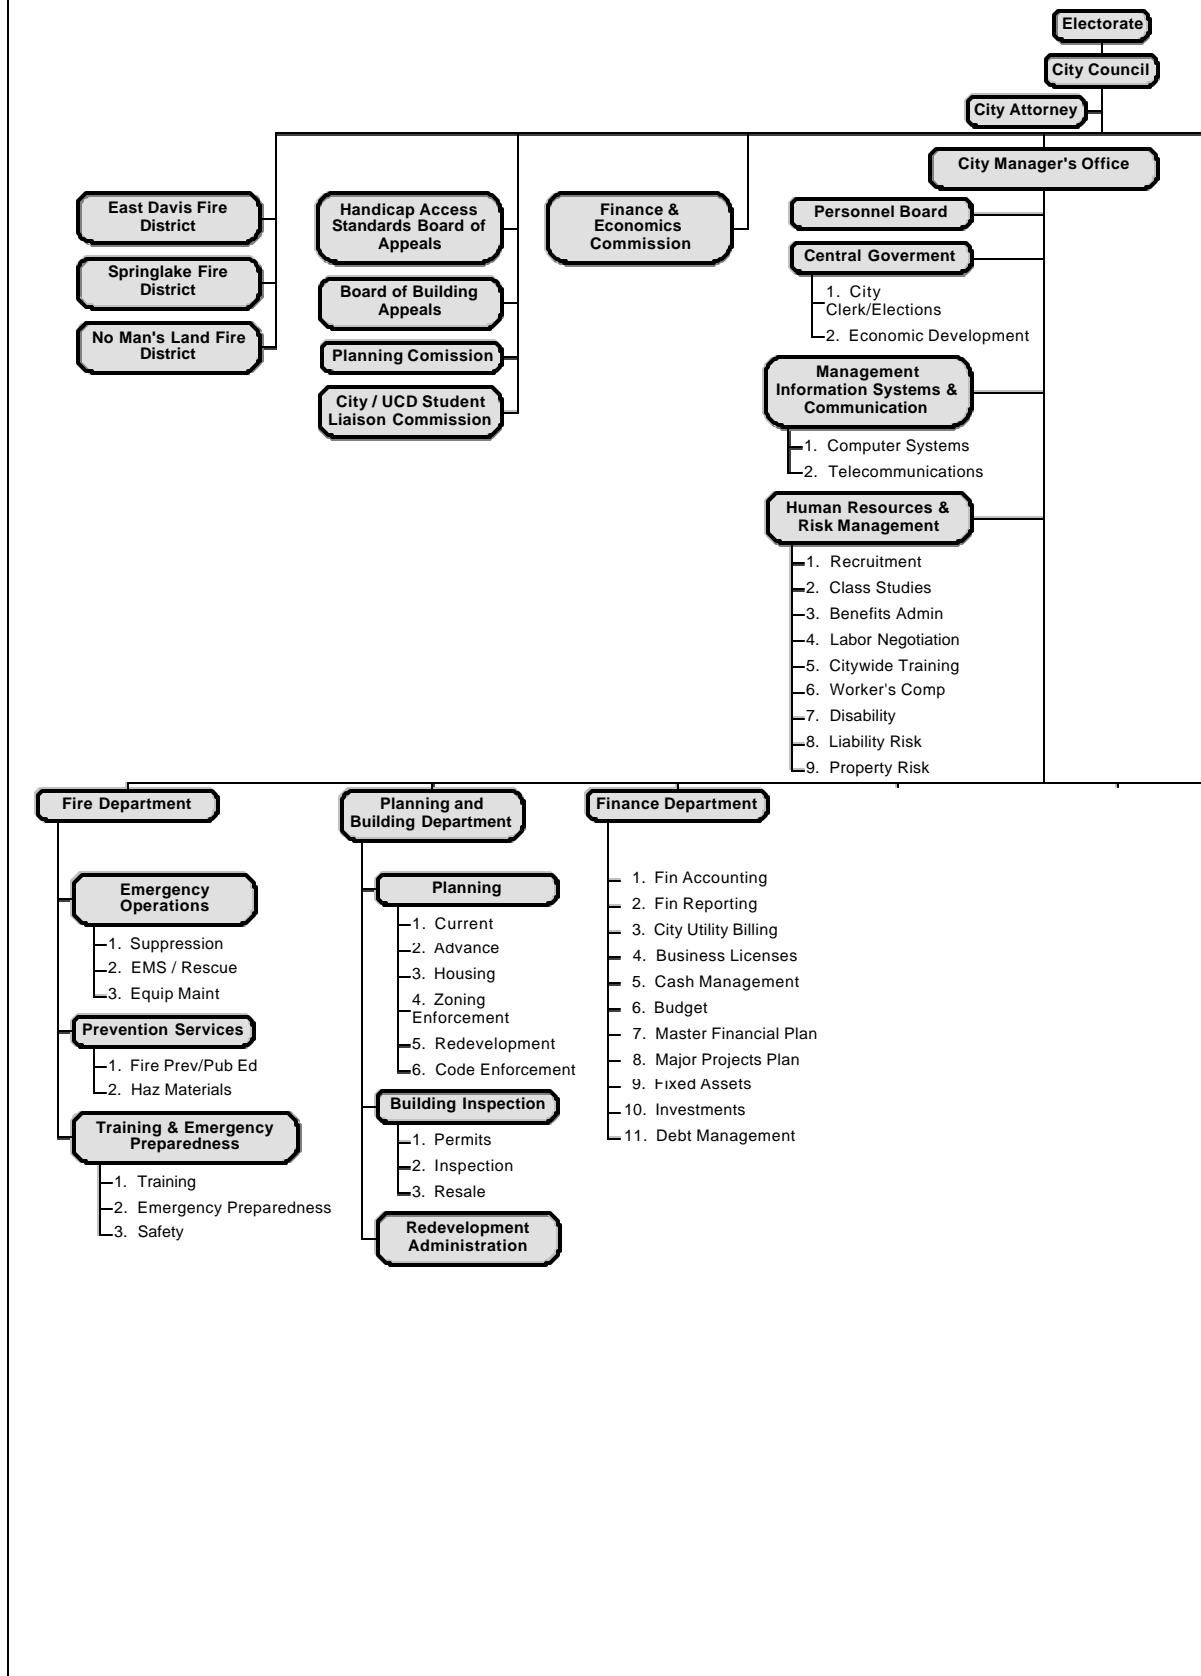 Electorate
City Council
City Attorney
City Manager's Office
East Davis Fire
District
Springlake Fire
District
No Man's Land Fire
District
Handicap Access
Standards Board of
Appeals
Board of Building
Appeals
Planning Comission
City / UCD Student
Liaison Commission
Finance &
Economics
Commission
Personnel Board
Central Goverment
1. City
Clerk/Elections
2. Economic Development
Management
Information Systems &
Communication
1. Computer Systems
2. Telecommunications
Human Resources &
Risk Management
1. Recruitment
2. Class Studies
3. Benefits Admin
4. Labor Negotiation
5. Citywide Training
6. Worker's Comp
7. Disability
8. Liability Risk
9. Property Risk
Fire Department
Emergency
Operations
1. Suppression
2. EMS / Rescue
3. Equip Maint
Prevention Services
1. Fire Prev/Pub Ed
2. Haz Materials
Training & Emergency
Preparedness
1. Training
2. Emergency Preparedness
3. Safety
Planning and
Building Department
Planning
1. Current
2. Advance
3. Housing
4. Zoning
Enforcement
5. Redevelopment
6. Code Enforcement
Building Inspection
1. Permits
2. Inspection
3. Resale
Redevelopment
Administration
Finance Department
1. Fin Accounting
2. Fin Reporting
3. City Utility Billing
4. Business Licenses
5. Cash Management
6. Budget
7. Master Financial Plan
8. Major Projects Plan
9. Fixed Assets
10. Investments
11. Debt Management